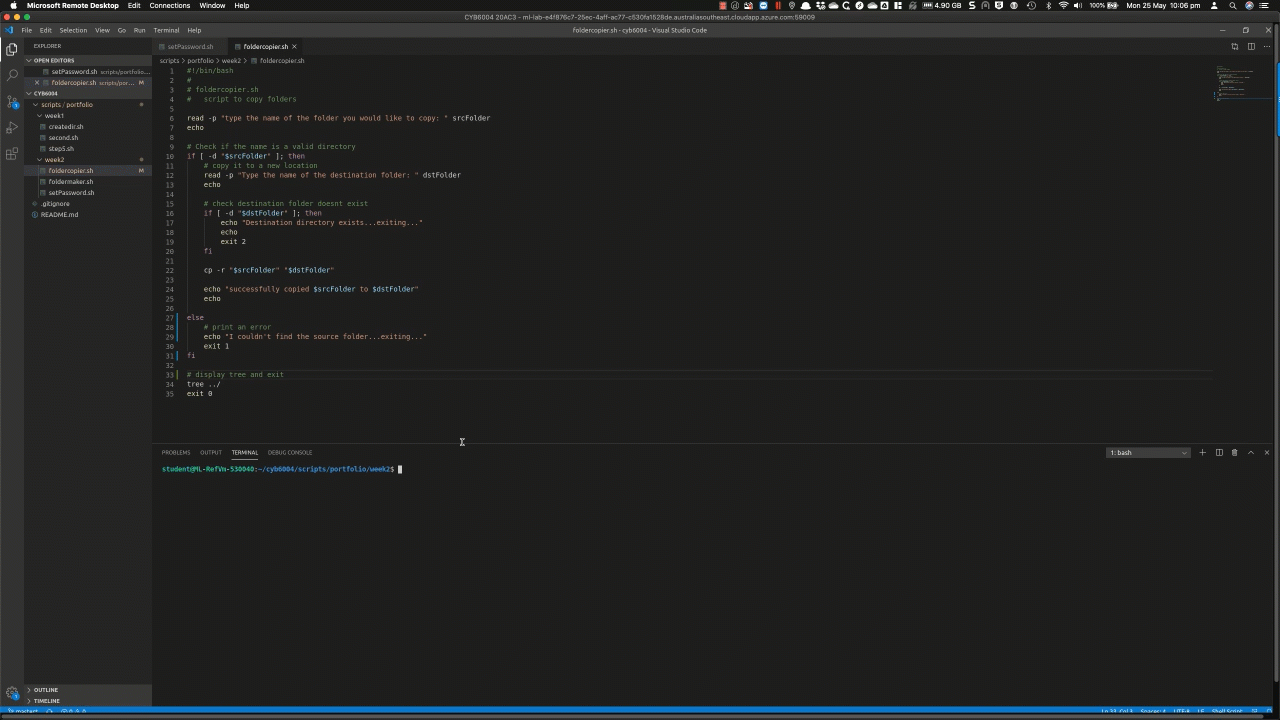 Microsoft Remote Desktop Edit Connections Window Help 4.90 GB 100% Mon 25 May 10:06 pm
CYB6004 20AC3 - ml-lab-e4f876c7-25ec-4aff-ac77-c530fa1528de.australiasoutheast.cloudapp.azure.com:59009
File Edit Selection View Go Run Terminal Help foldercopier.sh - cyb6004 - Visual Studio Code
EXPLORER
OPEN EDITORS
setPassword.sh scripts/portfolio...
foldercopier.sh scripts/por... M
CYB6004
scripts / portfolio
week1
createdir.sh
second.sh
step5.sh
week2
foldercopier.sh M
foldermaker.sh
setPassword.sh
.gitignore
README.md
OUTLINE
TIMELINE
setPassword.sh foldercopier.sh
scripts > portfolio > week2 > foldercopier.sh
1 #!/bin/bash
2 #
3 # foldercopier.sh
4 # script to copy folders
5
6 read -p "type the name of the folder you would like to copy: " srcFolder
7 echo
8
9 # Check if the name is a valid directory
10 if [ -d "$srcFolder" ]; then
11 # copy it to a new location
12 read -p "Type the name of the destination folder: " dstFolder
13 echo
14
15 # check destination folder doesnt exist
16 if [ -d "$dstFolder" ]; then
17 echo "Destination directory exists...exiting..."
18 echo
19 exit 2
20 fi
21
22 cp -r "$srcFolder" "$dstFolder"
23
24 echo "successfully copied $srcFolder to $dstFolder"
25 echo
26
27 else
28 # print an error
29 echo "I couldn't find the source folder...exiting..."
30 exit 1
31 fi
32
33 # display tree and exit
34 tree ../
35 exit 0
PROBLEMS OUTPUT TERMINAL DEBUG CONSOLE 1: bash
student@ML-RefVm-530040:~/cyb6004/scripts/portfolio/week2$